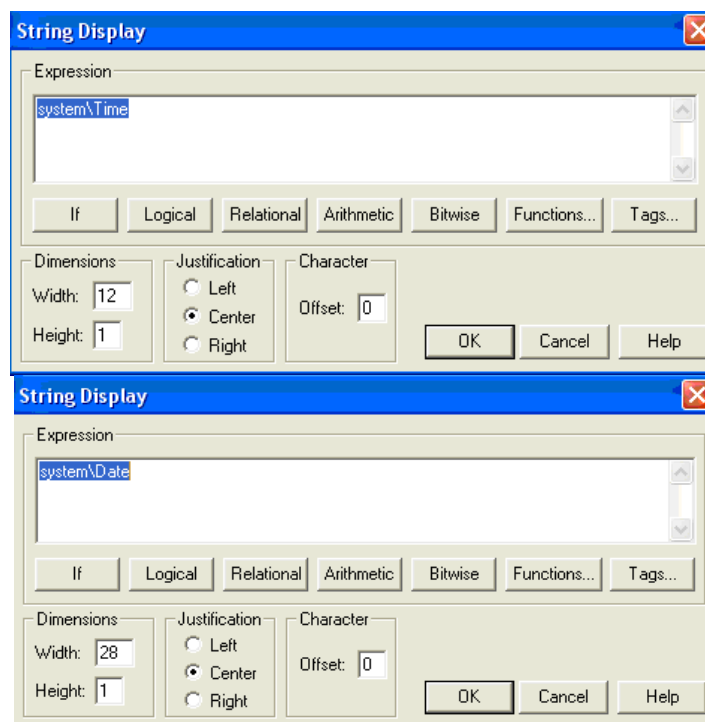 String Display
Expression
system\Time
If Logical Relational Arithmetic Bitwise Functions... Tags...
Dimensions Justification Character
Width: 12 Left Offset: 0
Center
Height: 1 Right OK Cancel Help
String Display
Expression
system\Date
If Logical Relational Arithmetic Bitwise Functions... Tags...
Dimensions Justification Character
Width: 28 Left Offset: 0
Center
Height: 1 Right OK Cancel Help